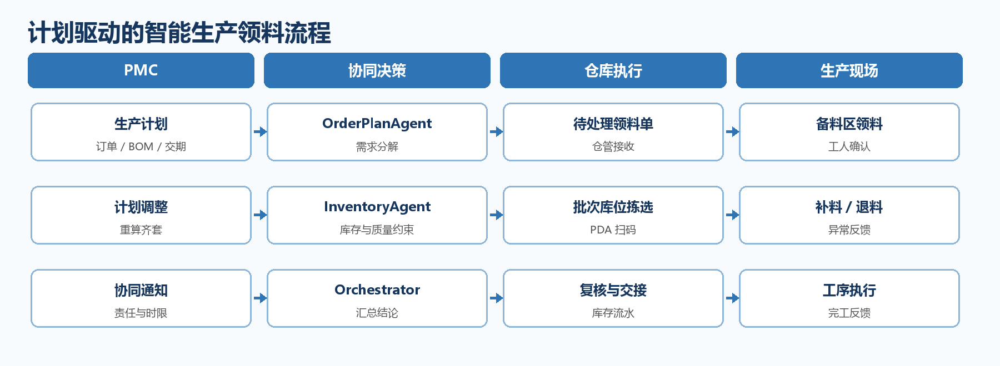 计划驱动的智能生产领料流程
PMC
协同决策
仓库执行
生产现场
生产计划
订单 / BOM / 交期
OrderPlanAgent
需求分解
待处理领料单
仓管接收
备料区领料
工人确认
计划调整
重算齐套
InventoryAgent
库存与质量约束
批次库位拣选
PDA 扫码
补料 / 退料
异常反馈
协同通知
责任与时限
Orchestrator
汇总结论
复核与交接
库存流水
工序执行
完工反馈